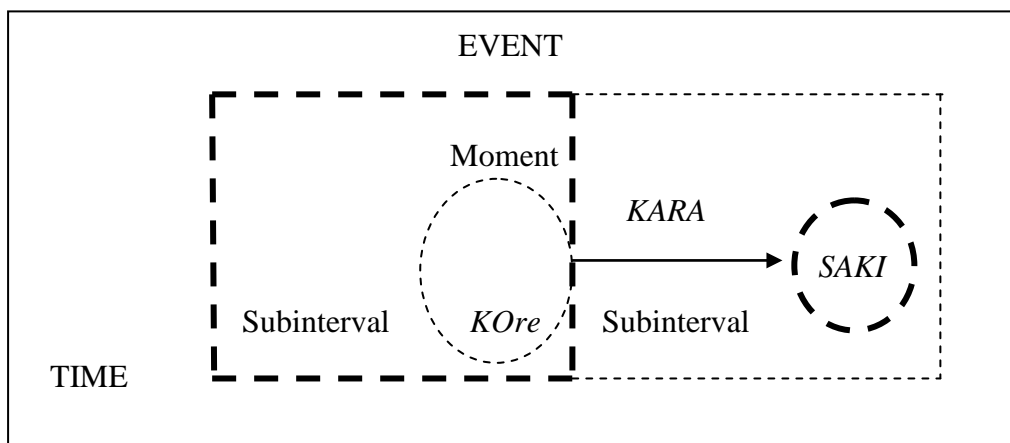 EVENT
Moment
KARA
SAKI
Subinterval KOre Subinterval
TIME